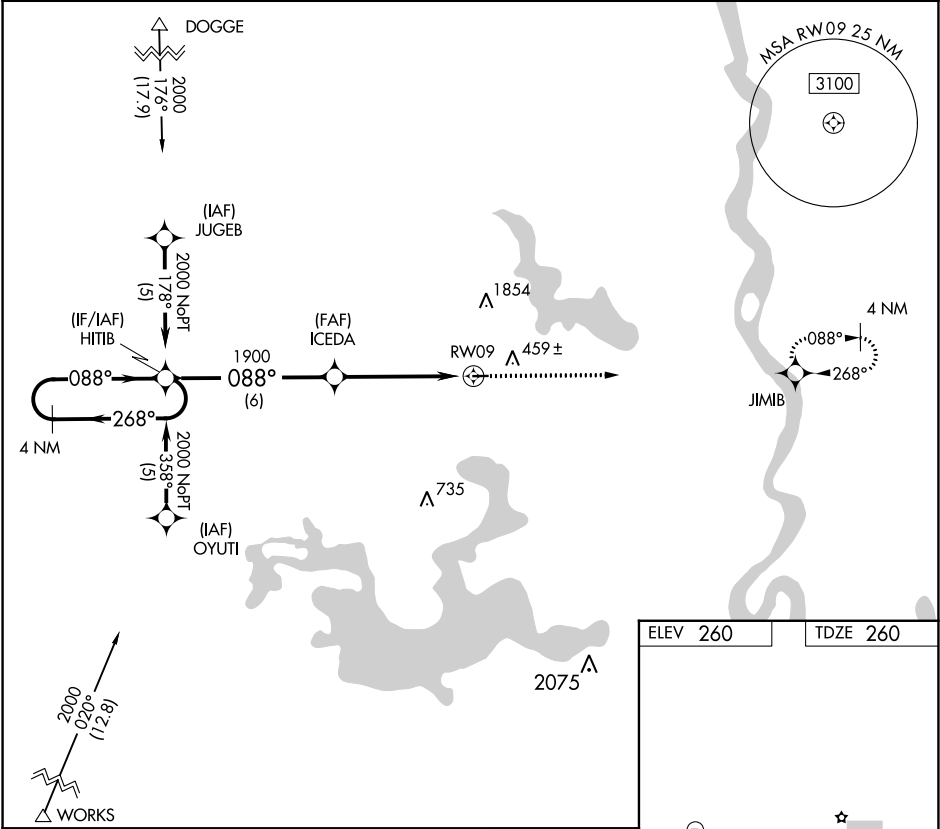 DOGGE
2000
176°
(17.9)
MSA RW09 25 NM
3100
(IAF)
JUGEB
2000 NoPT
178°
(5)
(IF/IAF)
HITIB
(FAF)
ICEDA
1854
4 NM
RW09
459 ±
088°
1900
088°
(6)
088°
268°
JIMIB
268°
4 NM
2000 NoPT
358°
(5)
735
(IAF)
OYUTI
ELEV 260
TDZE 260
2075
2000
020°
(12.8)
WORKS